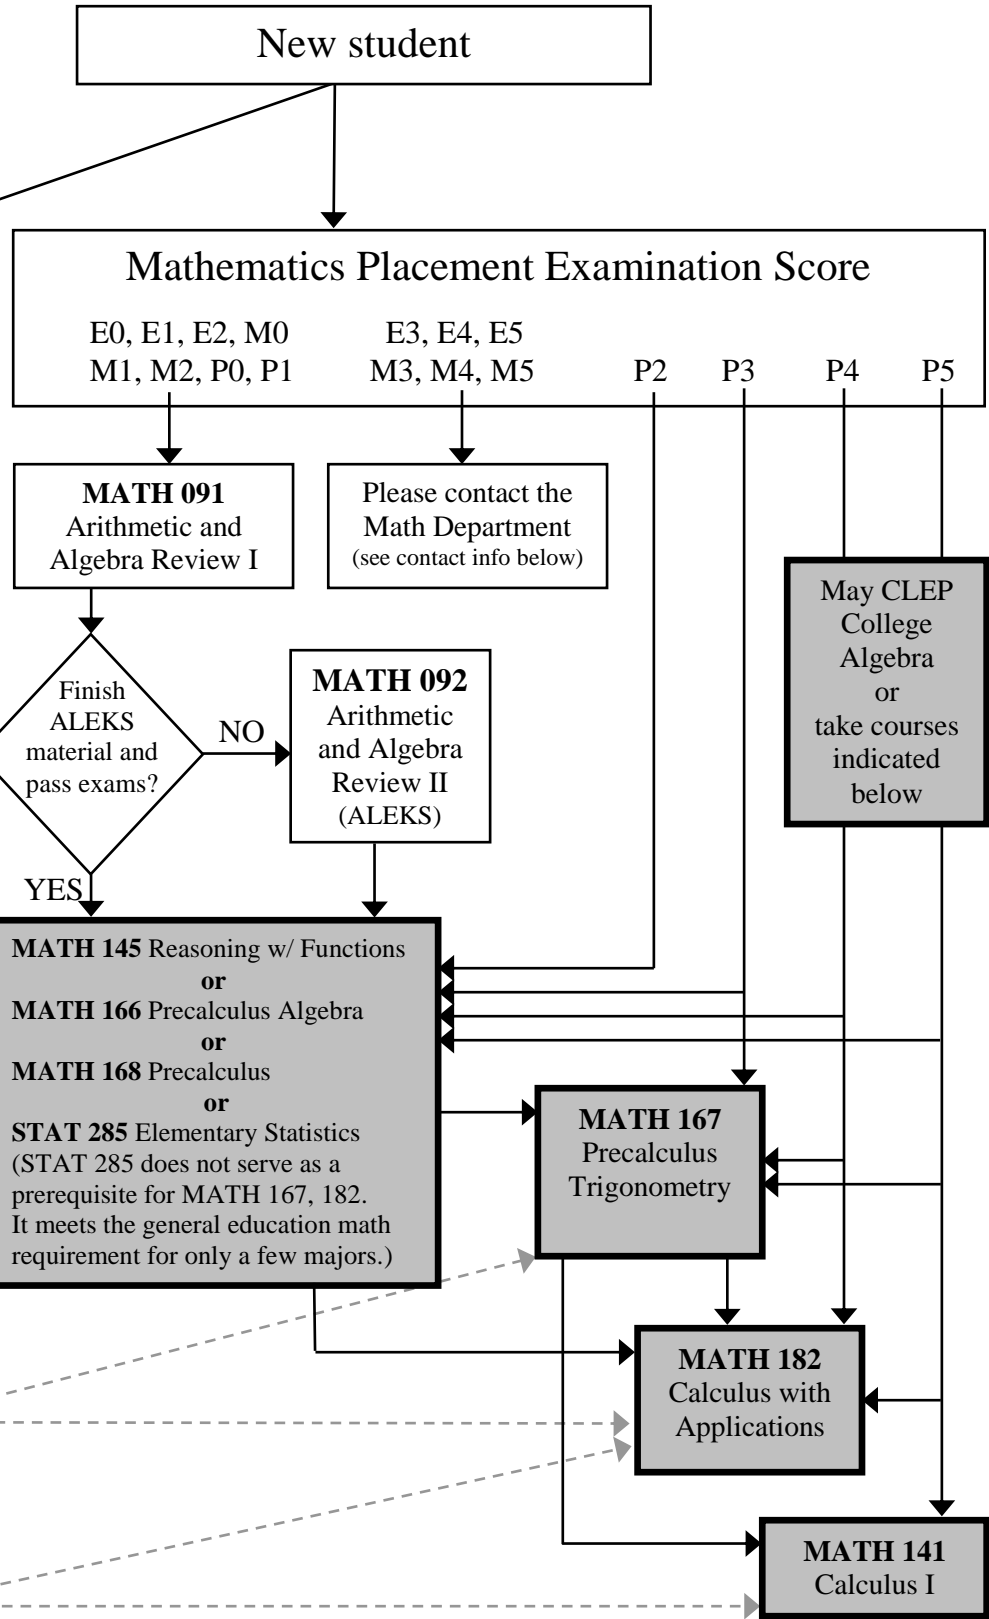 New student
Mathematics Placement Examination Score
E0, E1, E2, M0
M1, M2, P0, P1
E3, E4, E5
M3, M4, M5
P2
P3
P4
P5
MATH 091
Arithmetic and
Algebra Review I
Please contact the
Math Department
(see contact info below)
May CLEP
College
Algebra
or
take courses
indicated
below
Finish
ALEKS
material and
pass exams?
NO
MATH 092
Arithmetic
and Algebra
Review II
(ALEKS)
YES
MATH 145 Reasoning w/ Functions
or
MATH 166 Precalculus Algebra
or
MATH 168 Precalculus
or
STAT 285 Elementary Statistics
(STAT 285 does not serve as a
prerequisite for MATH 167, 182.
It meets the general education math
requirement for only a few majors.)
MATH 167
Precalculus
Trigonometry
MATH 182
Calculus with
Applications
MATH 141
Calculus I